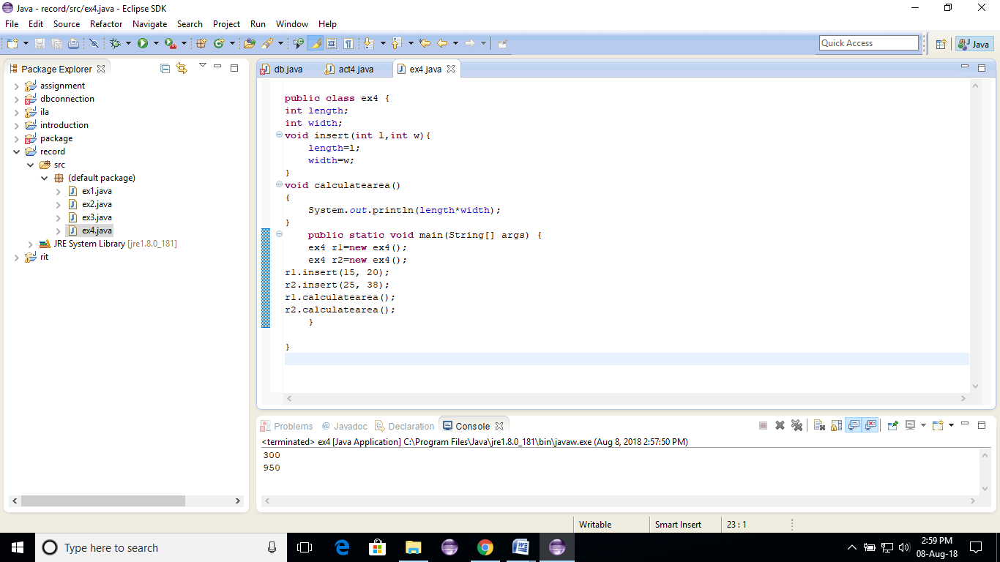 Java - record/src/ex4.java - Eclipse SDK
File Edit Source Refactor Navigate Search Project Run Window Help
Quick Access
Java
Package Explorer
assignment
dbconnection
ila
introduction
package
record
src
(default package)
ex1.java
ex2.java
ex3.java
ex4.java
JRE System Library [jre1.8.0_181]
rit
db.java act4.java ex4.java
public class ex4 {
int length;
int width;
void insert(int l,int w){
length=l;
width=w;
}
void calculatearea()
{
System.out.println(length*width);
}
public static void main(String[] args) {
ex4 r1=new ex4();
ex4 r2=new ex4();
r1.insert(15, 20);
r2.insert(25, 38);
r1.calculatearea();
r2.calculatearea();
}
}
Problems @ Javadoc Declaration Console
<terminated> ex4 [Java Application] C:\Program Files\Java\jre1.8.0_181\bin\javaw.exe (Aug 8, 2018 2:57:50 PM)
300
950
Writable Smart Insert 23 : 1
Type here to search
2:59 PM
08-Aug-18